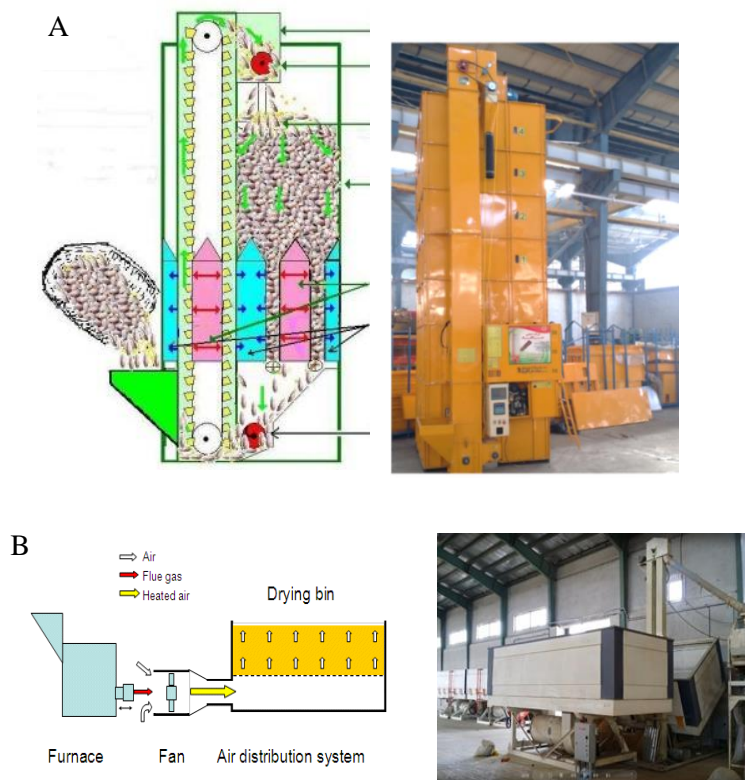 A
B
Air
Flue gas
Heated air
Drying bin
Furnace
Fan
Air distribution system